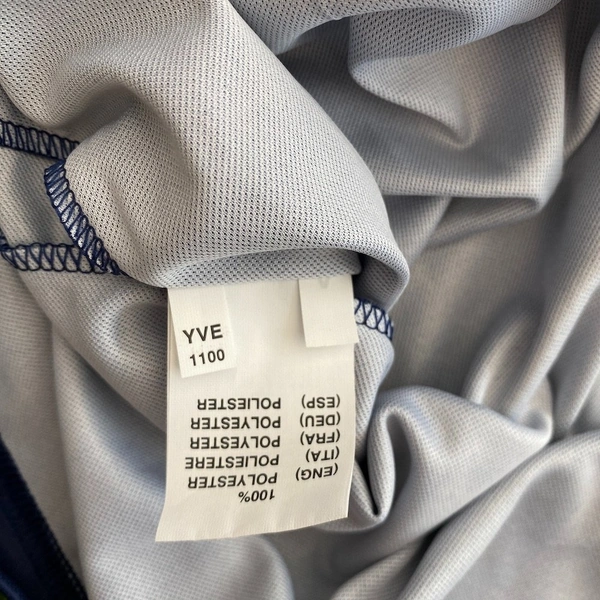 YVE
1100
100%
(ENG) POLYESTER
(ITA) POLIESTERE
(FRA) POLYESTER
(DEU) POLYESTER
(ESP) POLIESTER